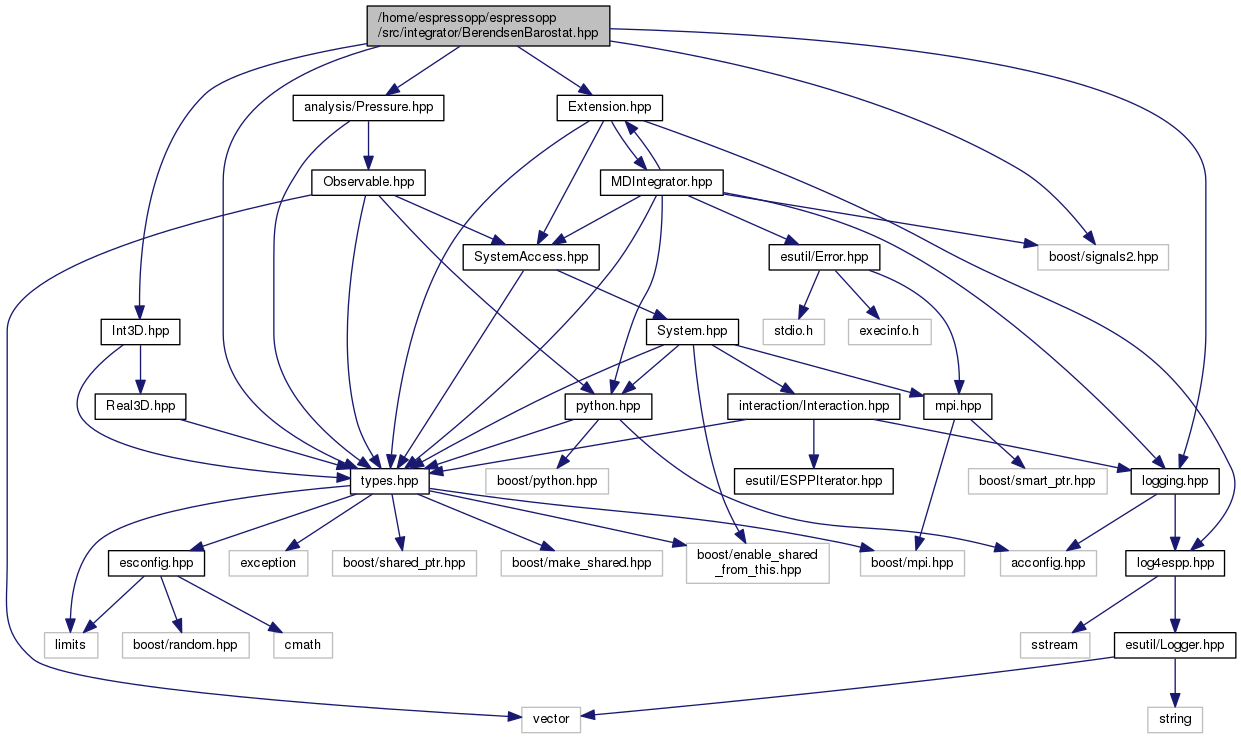 /home/espressopp/espressopp
/src/integrator/BerendsenBarostat.hpp
analysis/Pressure.hpp
Extension.hpp
Observable.hpp
MDIntegrator.hpp
SystemAccess.hpp
esutil/Error.hpp
boost/signals2.hpp
Int3D.hpp
System.hpp
stdio.h
execinfo.h
Real3D.hpp
python.hpp
interaction/Interaction.hpp
mpi.hpp
types.hpp
boost/python.hpp
esutil/ESPPIterator.hpp
boost/smart_ptr.hpp
logging.hpp
esconfig.hpp
exception
boost/shared_ptr.hpp
boost/make_shared.hpp
boost/enable_shared
_from_this.hpp
boost/mpi.hpp
acconfig.hpp
log4espp.hpp
limits
boost/random.hpp
cmath
sstream
esutil/Logger.hpp
vector
string